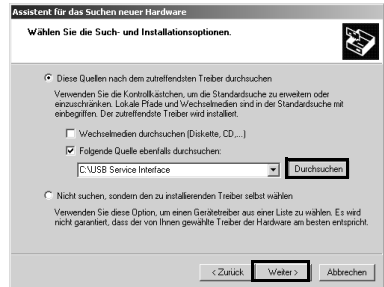 Assistent für das Suchen neuer Hardware
Wählen Sie die Such- und Installationsoptionen.
Diese Quellen nach dem zutreffendsten Treiber durchsuchen
Verwenden Sie die Kontrollkästchen, um die Standardsuche zu erweitern oder
einzuschränken. Lokale Pfade und Wechselmedien sind in der Standardsuche mit
einbegriffen. Der zutreffendste Treiber wird installiert.
Wechselmedien durchsuchen (Diskette, CD,...)
Folgende Quelle ebenfalls durchsuchen:
C:\USB Service Interface
Durchsuchen
Nicht suchen, sondern den zu installierenden Treiber selbst wählen
Verwenden Sie diese Option, um einen Gerätetreiber aus einer Liste zu wählen. Es wird
nicht garantiert, dass der von Ihnen gewählte Treiber der Hardware am besten entspricht.
< Zurück Weiter > Abbrechen